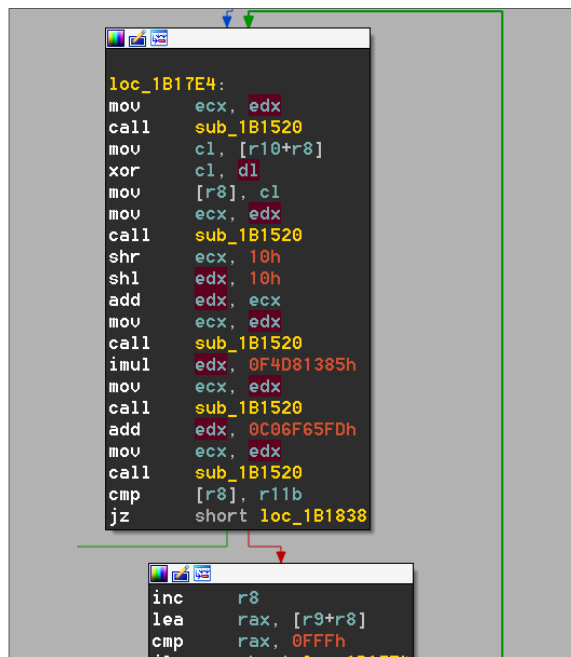 loc_1B17E4:
mov ecx, edx
call sub_1B1520
mov cl, [r10+r8]
xor cl, dl
mov [r8], cl
mov ecx, edx
call sub_1B1520
shr ecx, 10h
shl edx, 10h
add edx, ecx
mov ecx, edx
call sub_1B1520
imul edx, 0F4D81385h
mov ecx, edx
call sub_1B1520
add edx, 0C06F65FDh
mov ecx, edx
call sub_1B1520
cmp [r8], r11b
jz short loc_1B1838
inc r8
lea rax, [r9+r8]
cmp rax, 0FFFh